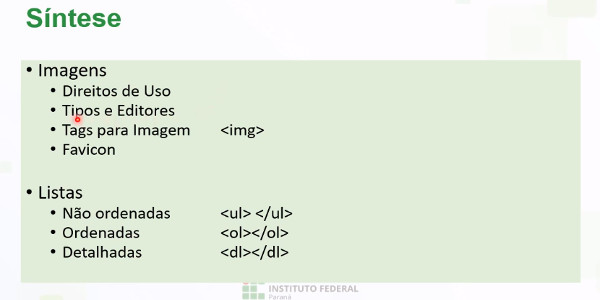 Síntese
• Imagens
• Direitos de Uso
• Tipos e Editores
• Tags para Imagem <img>
• Favicon
• Listas
• Não ordenadas <ul> </ul>
• Ordenadas <ol></ol>
• Detalhadas <dl></dl>
INSTITUTO FEDERAL
Paraná